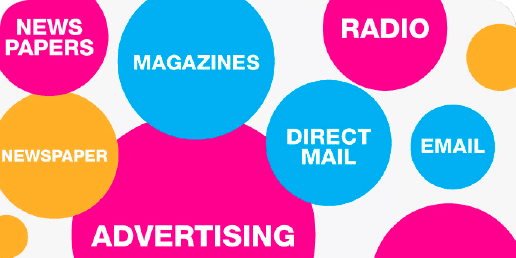 NEWS
PAPERS
MAGAZINES
RADIO
NEWSPAPER
DIRECT
MAIL
EMAIL
ADVERTISING